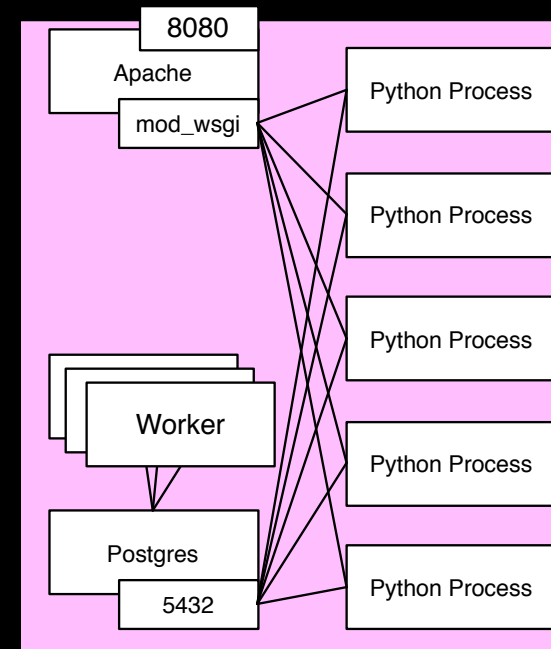 8080
Apache
mod_wsgi
Worker
Postgres
5432
Python Process
Python Process
Python Process
Python Process
Python Process